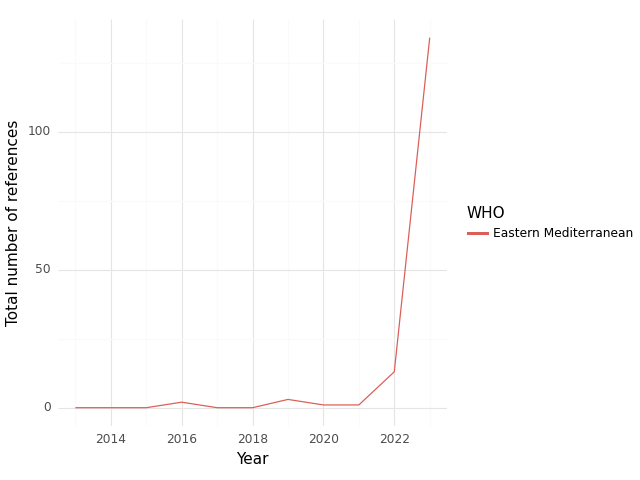 Total number of references
100
50
0
2014 2016 2018 2020 2022
Year
WHO
Eastern Mediterranean